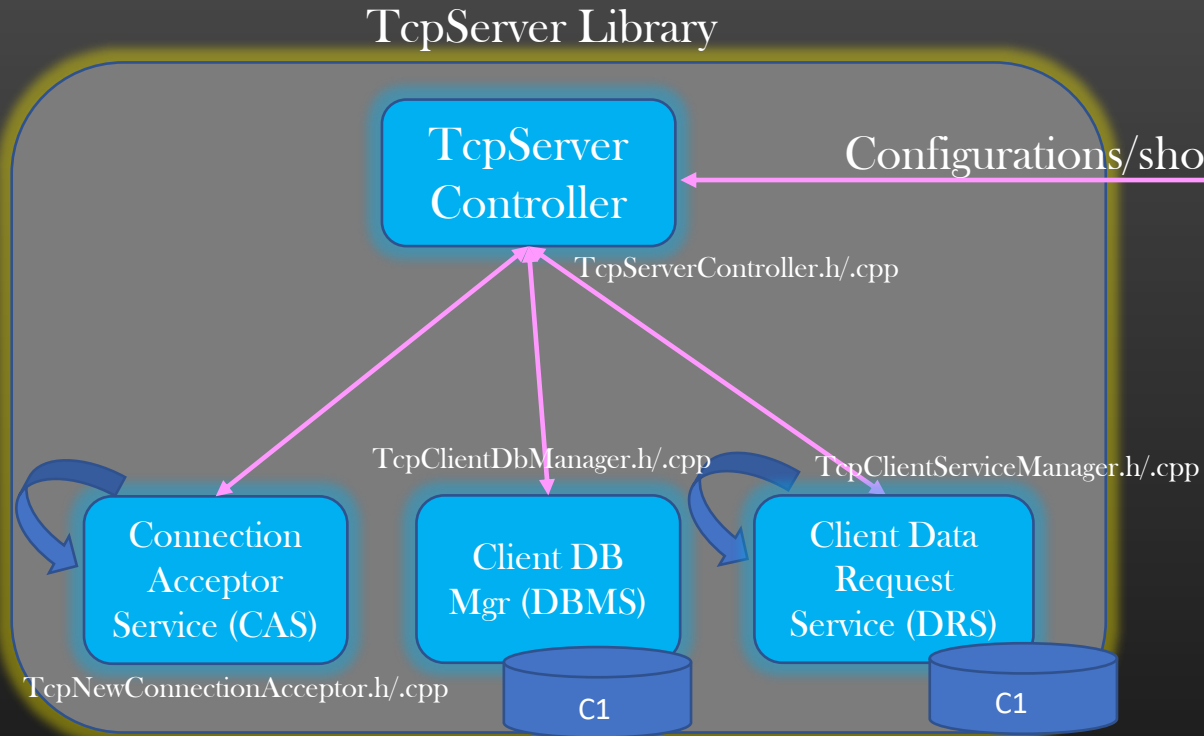 TcpServer Library
TcpServer
Controller
Configurations/sho
TcpServerController.h/.cpp
TcpClientDbManager.h/.cpp
TcpClientServiceManager.h/.cpp
Connection
Acceptor
Service (CAS)
Client DB
Mgr (DBMS)
Client Data
Request
Service (DRS)
TcpNewConnectionAcceptor.h/.cpp
C1
C1